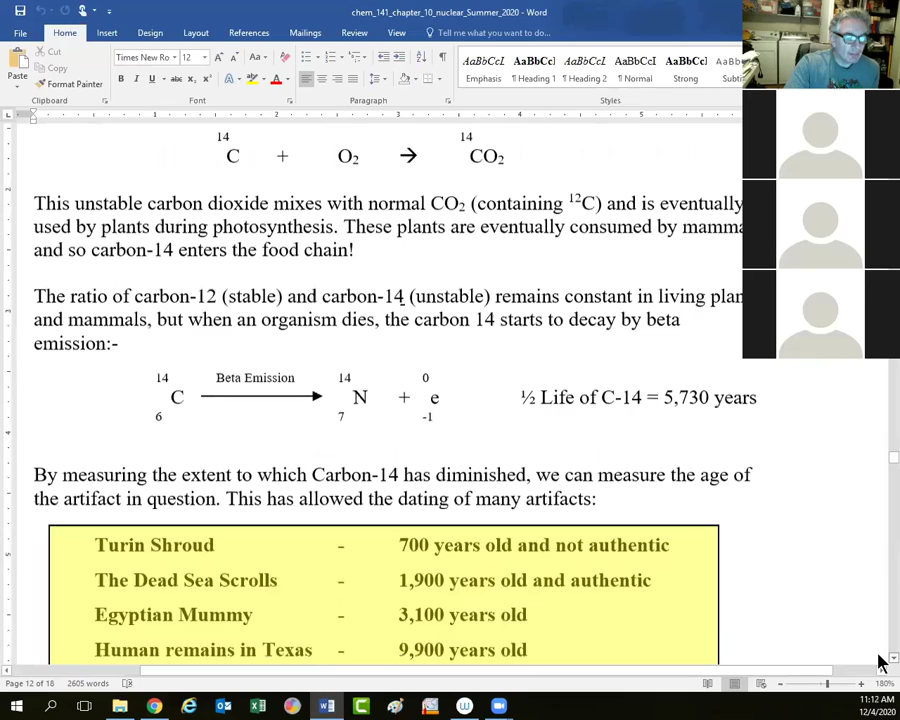 chem_141_chapter_10_nuclear_Summer_2020 - Word
File Home Insert Design Layout References Mailings Review View Tell me what you want to do...
Cut
Copy
Format Painter
Paste
Times New Ro 12
AaBbCcI AaBbCcI AaBbCcI AaBbCcI AaBbCcl
Emphasis ¶ Heading 1 ¶ Heading 2 ¶ Normal Strong
Clipboard Font Paragraph Styles
1 2 3 4 5
14 14
C + O2 → CO2
This unstable carbon dioxide mixes with normal CO2 (containing 12C) and is eventually
used by plants during photosynthesis. These plants are eventually consumed by mamma
and so carbon-14 enters the food chain!
The ratio of carbon-12 (stable) and carbon-14 (unstable) remains constant in living plan
and mammals, but when an organism dies, the carbon 14 starts to decay by beta
emission:-
14 Beta Emission 14 0
C → N + e ½ Life of C-14 = 5,730 years
6 7 -1
By measuring the extent to which Carbon-14 has diminished, we can measure the age of
the artifact in question. This has allowed the dating of many artifacts:
Turin Shroud - 700 years old and not authentic
The Dead Sea Scrolls - 1,900 years old and authentic
Egyptian Mummy - 3,100 years old
Human remains in Texas - 9,900 years old
Page 12 of 18 2605 words 180%
11:12 AM
12/4/2020